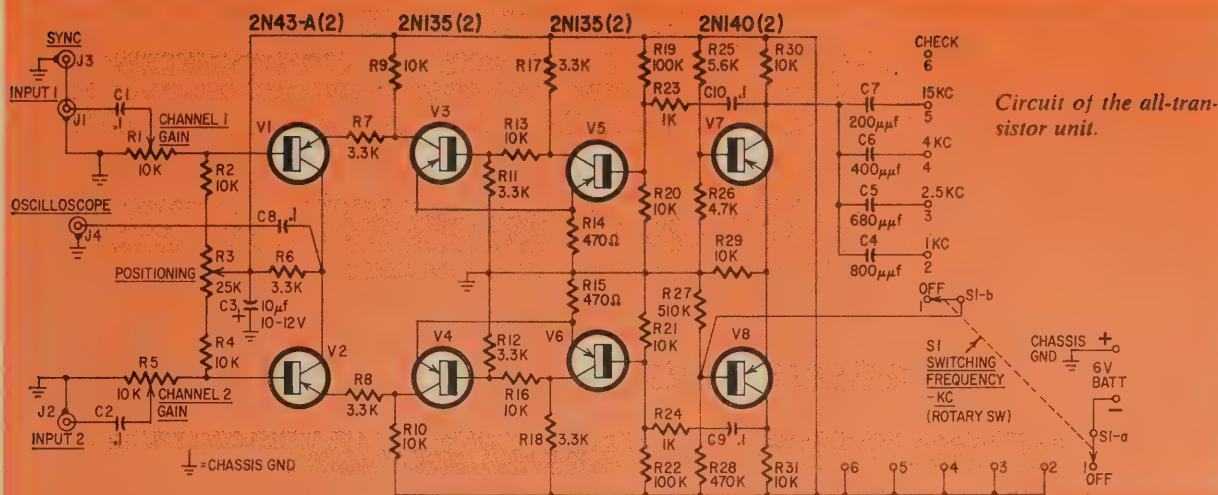 2N43-A(2)
2N135(2)
2N135(2)
2N140(2)
SYNC
J3
INPUT 1
J1
C1
.1
R1
10K
CHANNEL 1
GAIN
R2
10K
OSCILLOSCOPE
J4
C8
.1
R3
25K
POSITIONING
R6
3.3K
C3
+
10µf
10-12V
R4
10K
R5
10K
CHANNEL 2
GAIN
J2
C2
.1
INPUT 2
=CHASSIS GND
V1
V2
R7
3.3K
R8
3.3K
R9
10K
R10
10K
V3
V4
R11
3.3K
R12
3.3K
R13
10K
R16
10K
R17
3.3K
R18
3.3K
V5
V6
R14
470Ω
R15
470Ω
R19
100K
R23
1K
C10
.1
R20
10K
R21
10K
R24
1K
C9
.1
R22
100K
R25
5.6K
R26
4.7K
R27
510K
R28
470K
R29
10K
R30
10K
R31
10K
V7
V8
CHECK
6
C7
200µµf
15KC
5
C6
400µµf
4KC
4
C5
680µµf
2.5KC
3
C4
800µµf
1KC
2
OFF
1
S1-b
S1
SWITCHING
FREQUENCY
-KC
(ROTARY SW)
CHASSIS
GND
+
6V
BATT
-
S1-a
1
OFF
6
5
4
3
2
Circuit of the all-tran-
sistor unit.